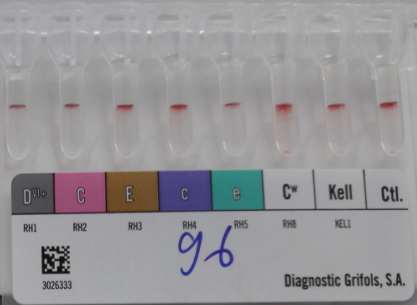 DVI+ C E c e Cw Kell Ctl.
RH1 RH2 RH3 RH4 RH5 RH8 KEL1
96
3026333
Diagnostic Grifols, S.A.